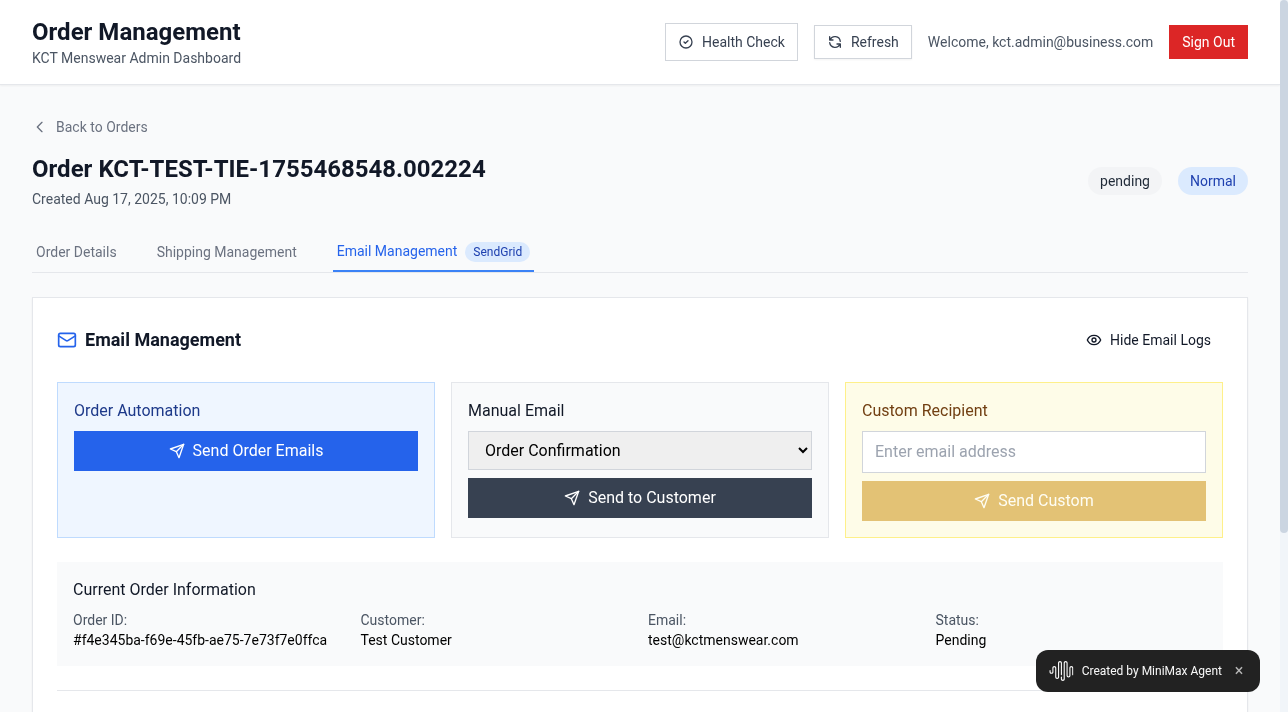 Order Management
KCT Menswear Admin Dashboard
Health Check
Refresh
Welcome, kct.admin@business.com
Sign Out
Back to Orders
Order KCT-TEST-TIE-1755468548.002224
Created Aug 17, 2025, 10:09 PM
pending
Normal
Order Details
Shipping Management
Email Management
SendGrid
Email Management
Hide Email Logs
Order Automation
Send Order Emails
Manual Email
Order Confirmation
Send to Customer
Custom Recipient
Enter email address
Send Custom
Current Order Information
Order ID:
#f4e345ba-f69e-45fb-ae75-7e73f7e0ffca
Customer:
Test Customer
Email:
test@kctmenswear.com
Status:
Pending
Created by MiniMax Agent ×